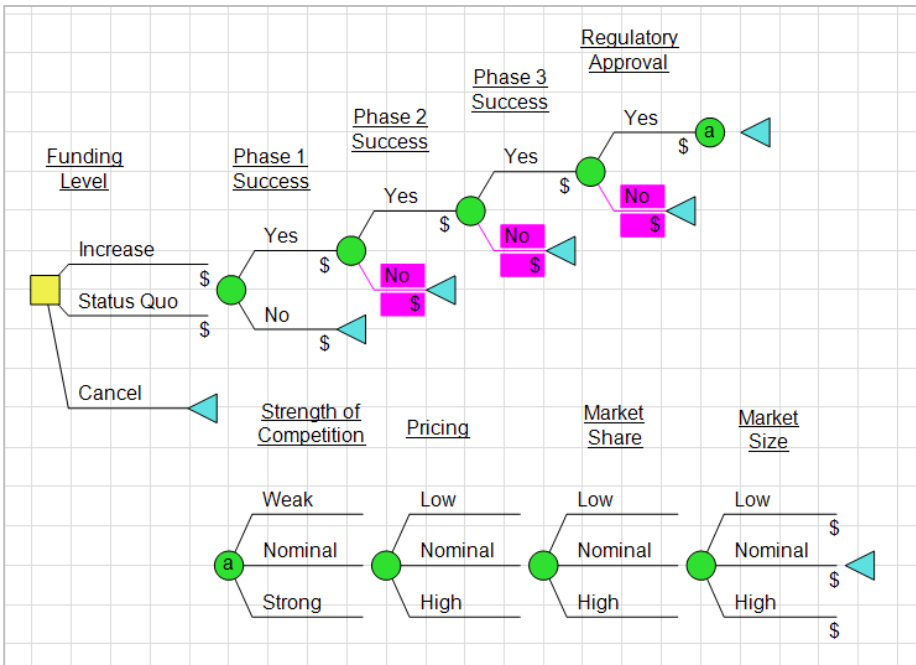 Regulatory
Approval
Phase 3
Success
Phase 2
Success
Funding
Level
Phase 1
Success
Yes
$
a
Yes
$
No
$
Yes
$
No
$
Increase
$
Yes
$
No
$
Status Quo
$
No
$
Cancel
Strength of
Competition
Pricing
Market
Share
Market
Size
Weak
Low
Low
Low
$
a
Nominal
Nominal
Nominal
Nominal
$
Strong
High
High
High
$